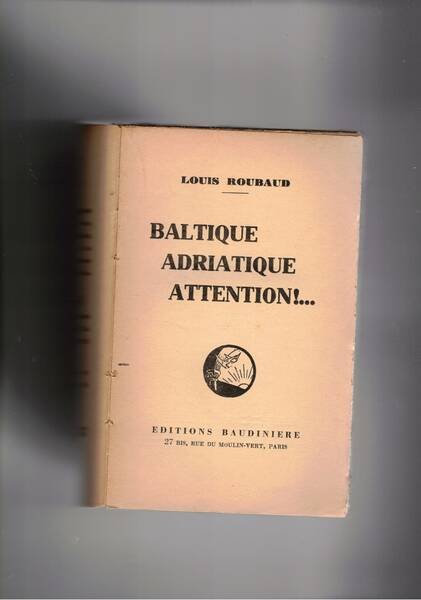 LOUIS ROUBAUD
BALTIQUE
ADRIATIQUE
ATTENTION!...
EDITIONS BAUDINIERE
27 BIS, RUE DU MOULIN-VERT, PARIS